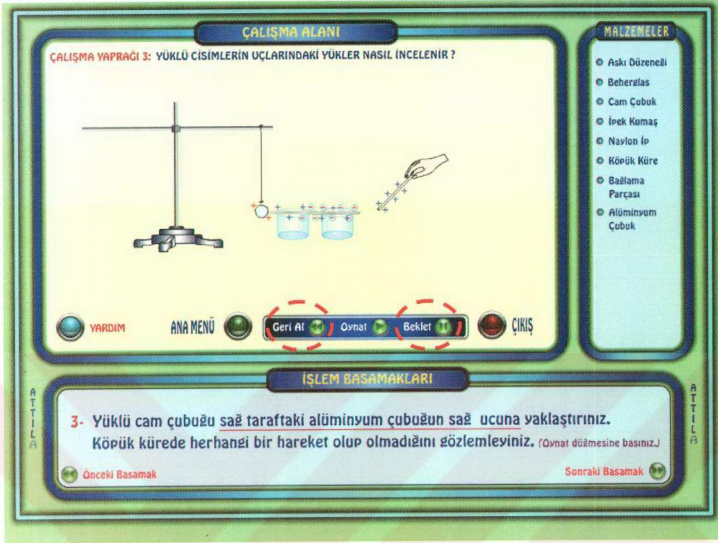 ÇALIŞMA ALANI
ÇALIŞMA YAPRAĞI 3: YÜKLÜ CİSİMLERİN UÇLARINDAKİ YÜKLER NASIL İNCELENİR ?
YARDIM
ANA MENÜ
Geri Al
Oynat
Beklet
ÇIKIŞ
MALZEMELER
Askı Düzeneği
Beherglas
Cam Çubuk
İpek Kumaş
Naylon İp
Köpük Küre
Bağlama
Parçası
Alüminyum
Çubuk
İŞLEM BASAMAKLARI
3- Yüklü cam çubuğu sağ taraftaki alüminyum çubuğun sağ ucuna yaklaştırınız.
Köpük kürede herhangi bir hareket olup olmadığını gözlemleyiniz. (Oynat düğmesine basınız.)
Önceki Basamak
Sonraki Basamak
ATTILA
ATTILA